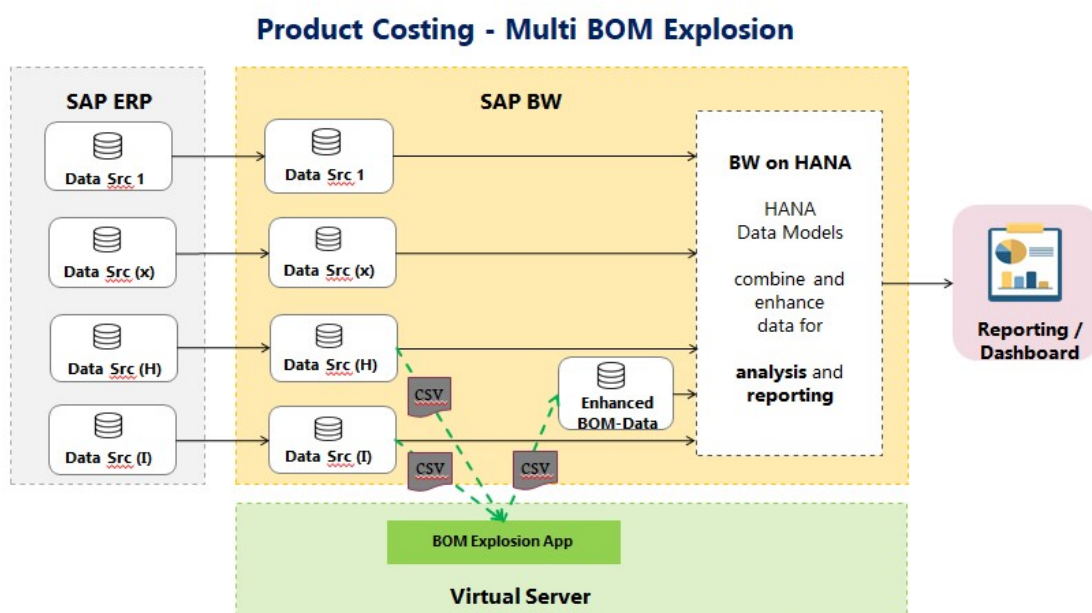 Product Costing - Multi BOM Explosion
SAP ERP
SAP BW
Data Src 1
Data Src 1
Data Src (x)
Data Src (x)
Data Src (H)
Data Src (H)
Data Src (I)
Data Src (I)
CSV
CSV
CSV
Enhanced
BOM-Data
BW on HANA
HANA
Data Models
combine and
enhance
data for
analysis and
reporting
Reporting /
Dashboard
BOM Explosion App
Virtual Server